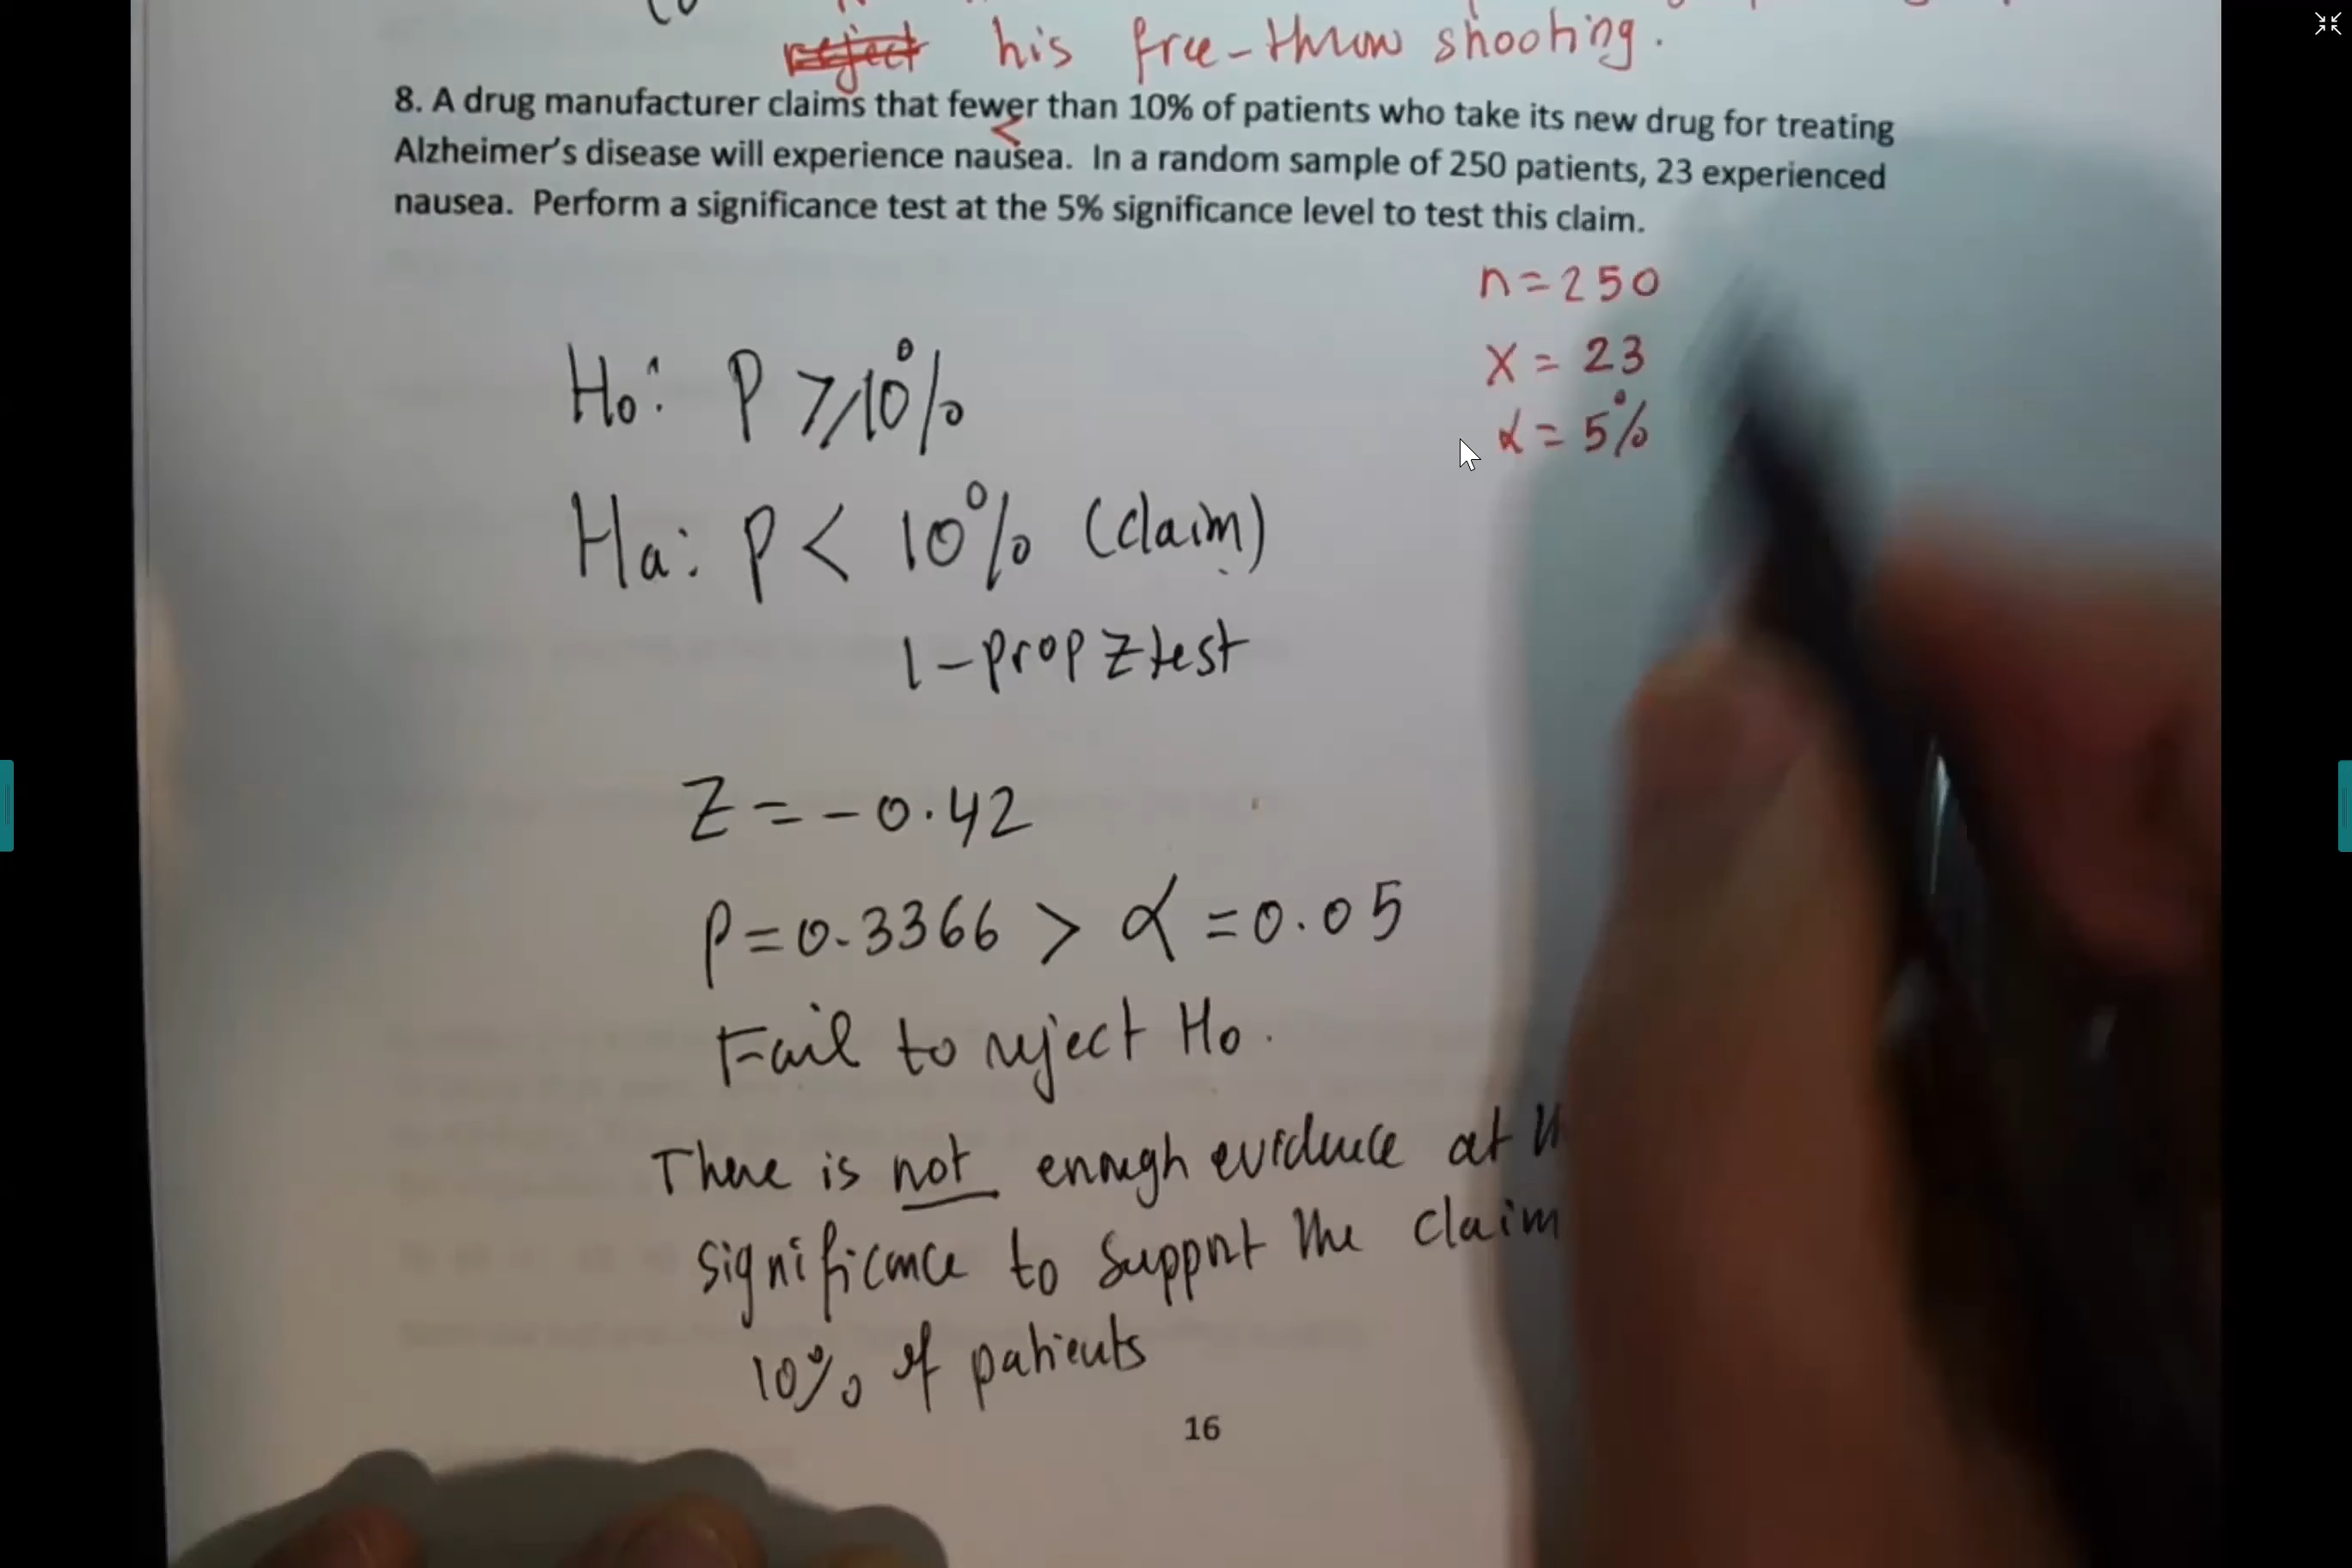 reject his free-throw shooting.
8. A drug manufacturer claims that fewer than 10% of patients who take its new drug for treating
<
Alzheimer's disease will experience nausea. In a random sample of 250 patients, 23 experienced
nausea. Perform a significance test at the 5% significance level to test this claim.
n = 250
H₀: P ≥ 10%
x = 23
α = 5%
Ha: p < 10% (claim)
1-prop Z test
Z = -0.42
p = 0.3366 > α = 0.05
Fail to reject H₀.
There is not enough evidence at
significance to support the claim
10% of patients
16